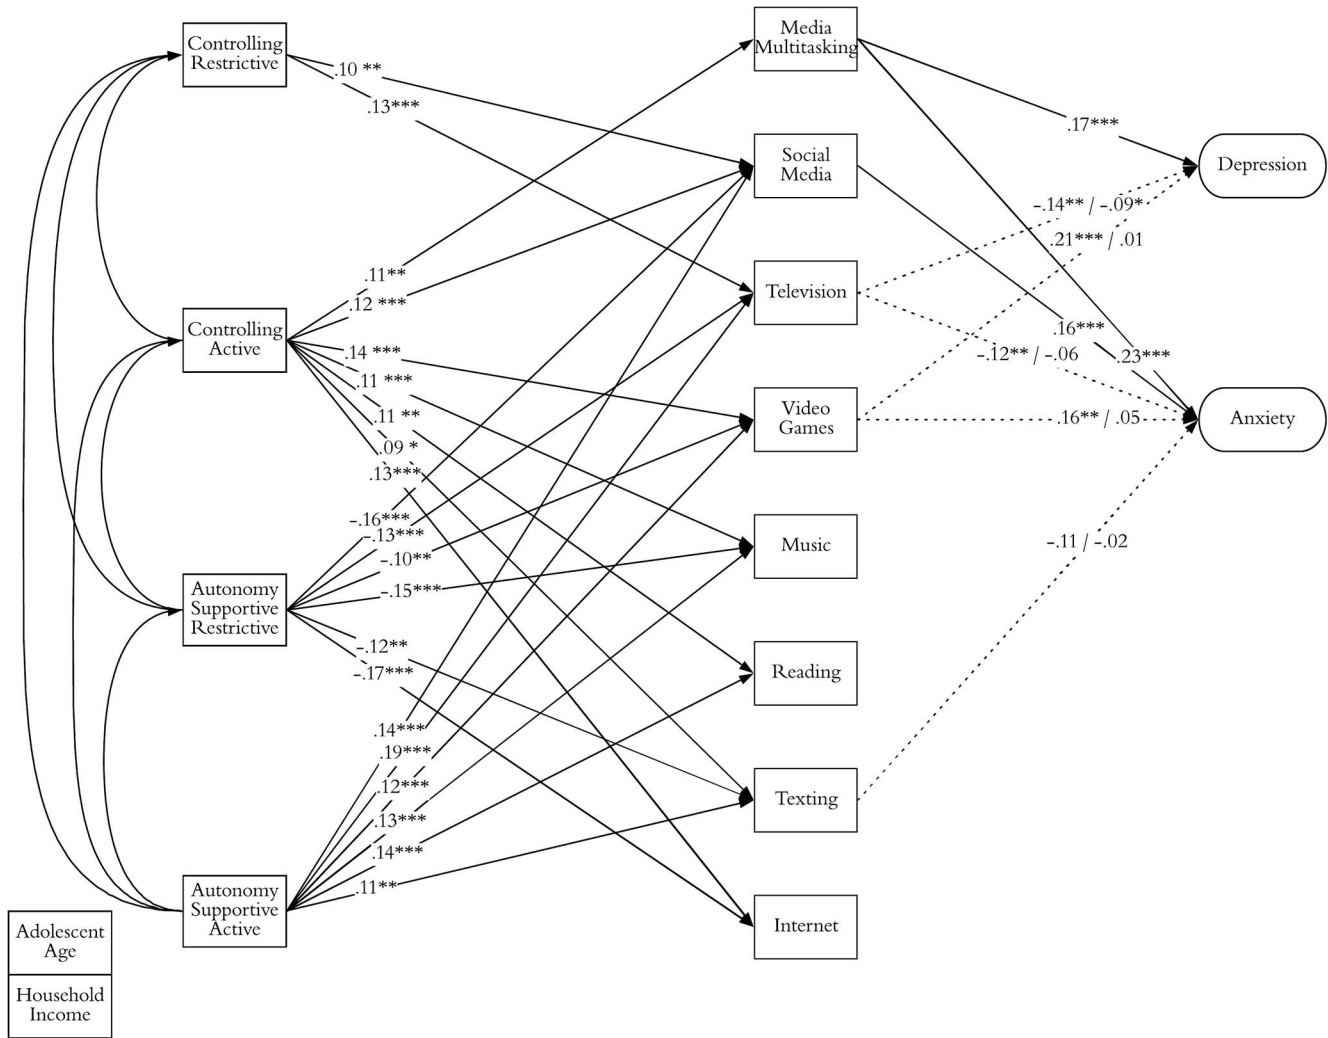 Controlling
Restrictive
Controlling
Active
Autonomy
Supportive
Restrictive
Autonomy
Supportive
Active
Adolescent
Age
Household
Income
.10 **
.13***
.11**
.12 ***
.14 ***
.11 ***
.11 **
.09 *
.13***
-.16***
-.13***
-.10**
-.15***
-.12**
-.17***
.14***
.19***
.12***
.13***
.14***
.11**
Media
Multitasking
Social
Media
Television
Video
Games
Music
Reading
Texting
Internet
.17***
-.14** / -.09*
.21*** / .01
.16***
-.12** / -.06
.23***
.16** / .05
-.11 / -.02
Depression
Anxiety